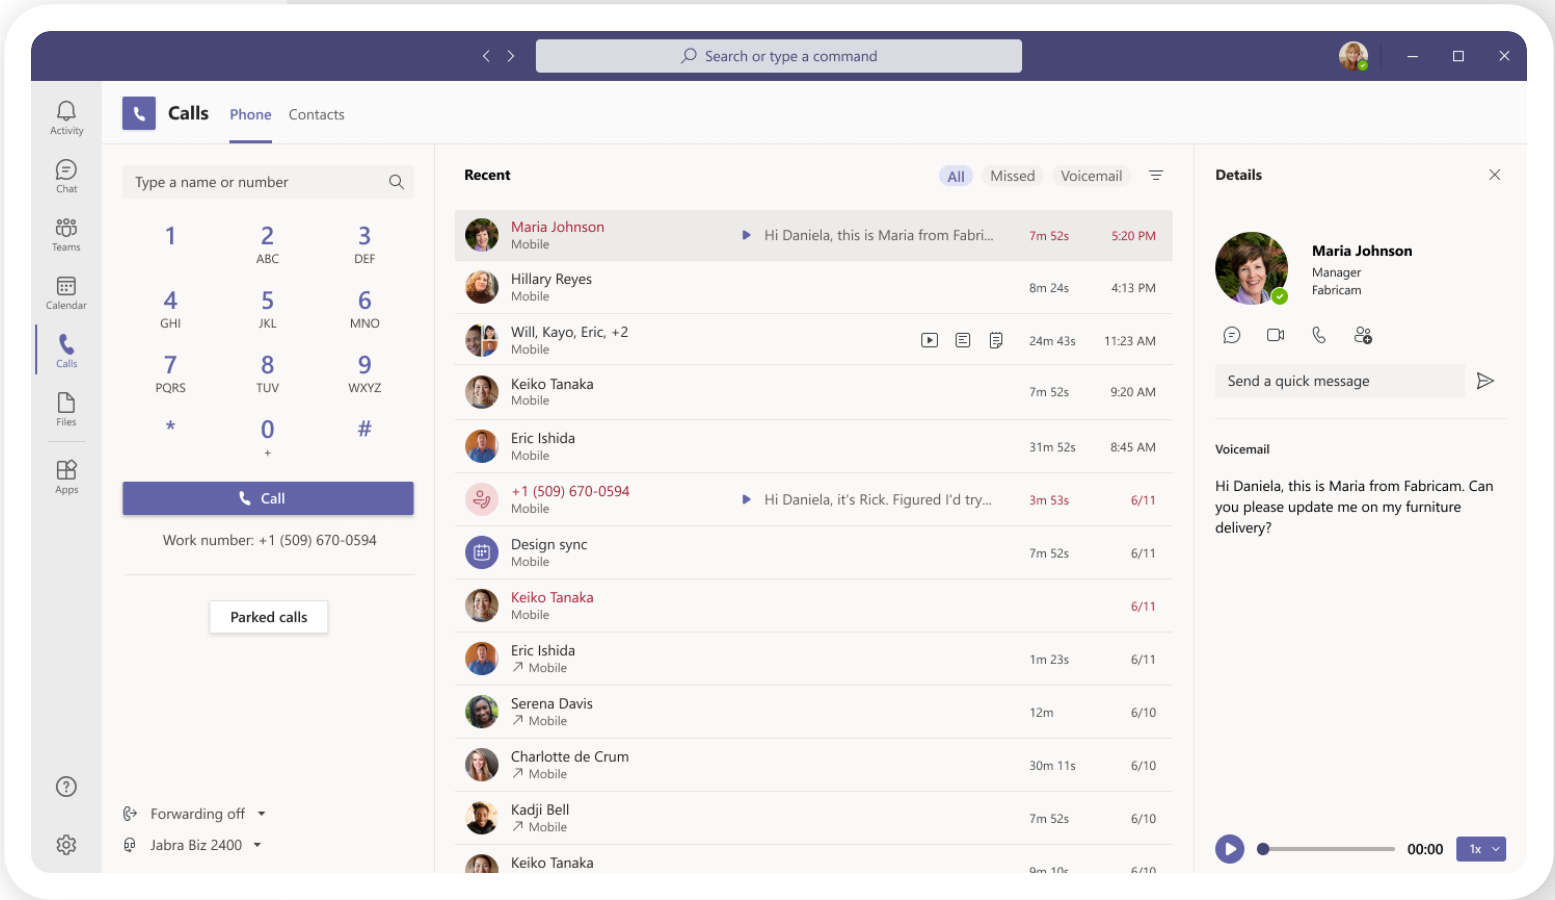 Search or type a command
Activity
Chat
Teams
Calendar
Calls
Files
Apps
Calls Phone Contacts
Type a name or number
1
2 ABC
3 DEF
4 GHI
5 JKL
6 MNO
7 PQRS
8 TUV
9 WXYZ
*
0 +
#
Call
Work number: +1 (509) 670-0594
Parked calls
Forwarding off
Jabra Biz 2400
Recent All Missed Voicemail
Maria Johnson
Mobile
Hi Daniela, this is Maria from Fabri... 7m 52s 5:20 PM
Hillary Reyes
Mobile
8m 24s 4:13 PM
Will, Kayo, Eric, +2
Mobile
24m 43s 11:23 AM
Keiko Tanaka
Mobile
7m 52s 9:20 AM
Eric Ishida
Mobile
31m 52s 8:45 AM
+1 (509) 670-0594
Mobile
Hi Daniela, it's Rick. Figured I'd try... 3m 53s 6/11
Design sync
Mobile
7m 52s 6/11
Keiko Tanaka
Mobile
6/11
Eric Ishida
Mobile
1m 23s 6/11
Serena Davis
Mobile
12m 6/10
Charlotte de Crum
Mobile
30m 11s 6/10
Kadji Bell
Mobile
7m 52s 6/10
Keiko Tanaka
9m 10s 6/10
Details
Maria Johnson
Manager
Fabricam
Send a quick message
Voicemail
Hi Daniela, this is Maria from Fabricam. Can
you please update me on my furniture
delivery?
00:00 1x